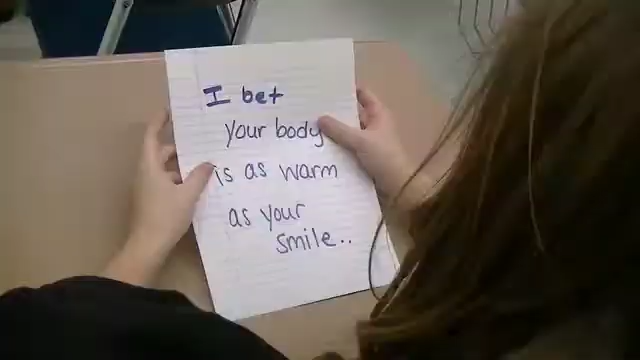 I bet
your body
is as warm
as your
smile..